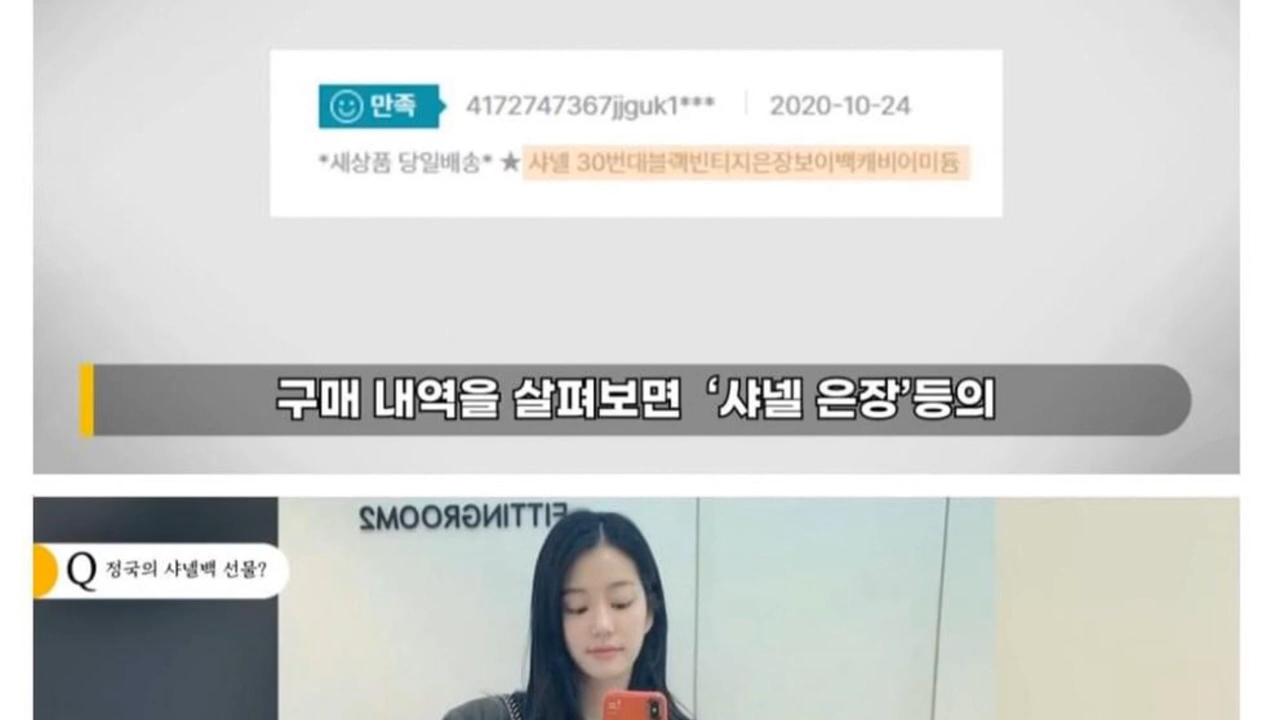 만족 4172747367jjguk1*** 2020-10-24
*세상품 당일배송* ★샤넬 30번대블랙빈티지은장보이백캐비어미듐
구매 내역을 살펴보면 ‘샤넬 은장’등의
FITTINGROOM2
Q 정국의 샤넬백 선물?